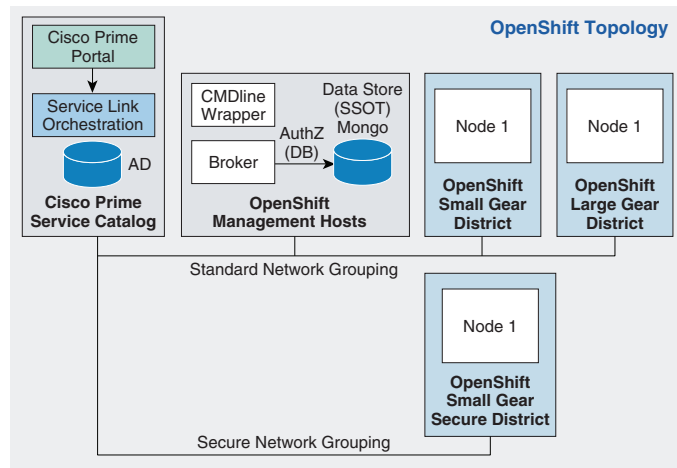 OpenShift Topology
Cisco Prime
Portal
Service Link
Orchestration
AD
Cisco Prime
Service Catalog
CMDline
Wrapper
Broker
AuthZ
(DB)
Data Store
(SSOT)
Mongo
OpenShift
Management Hosts
Node 1
OpenShift
Small Gear
District
Node 1
OpenShift
Large Gear
District
Standard Network Grouping
Node 1
OpenShift
Small Gear
Secure District
Secure Network Grouping